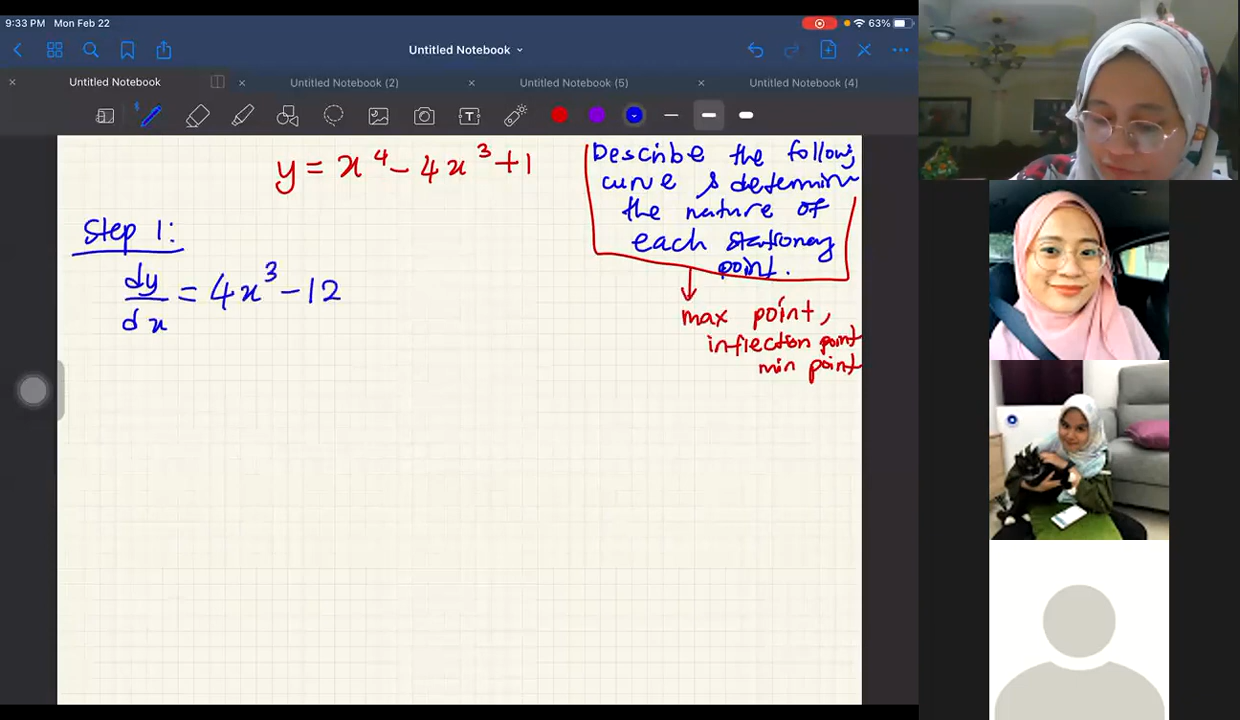 9:33 PM Mon Feb 22
63%
Untitled Notebook
Untitled Notebook
Untitled Notebook (2)
Untitled Notebook (5)
Untitled Notebook (4)
T
y = x⁴ - 4x³ + 1
Describe the following
curve & determine
the nature of
each stationary
point.
max point,
inflection point
min point
Step 1:
dy/dx = 4x³ - 12